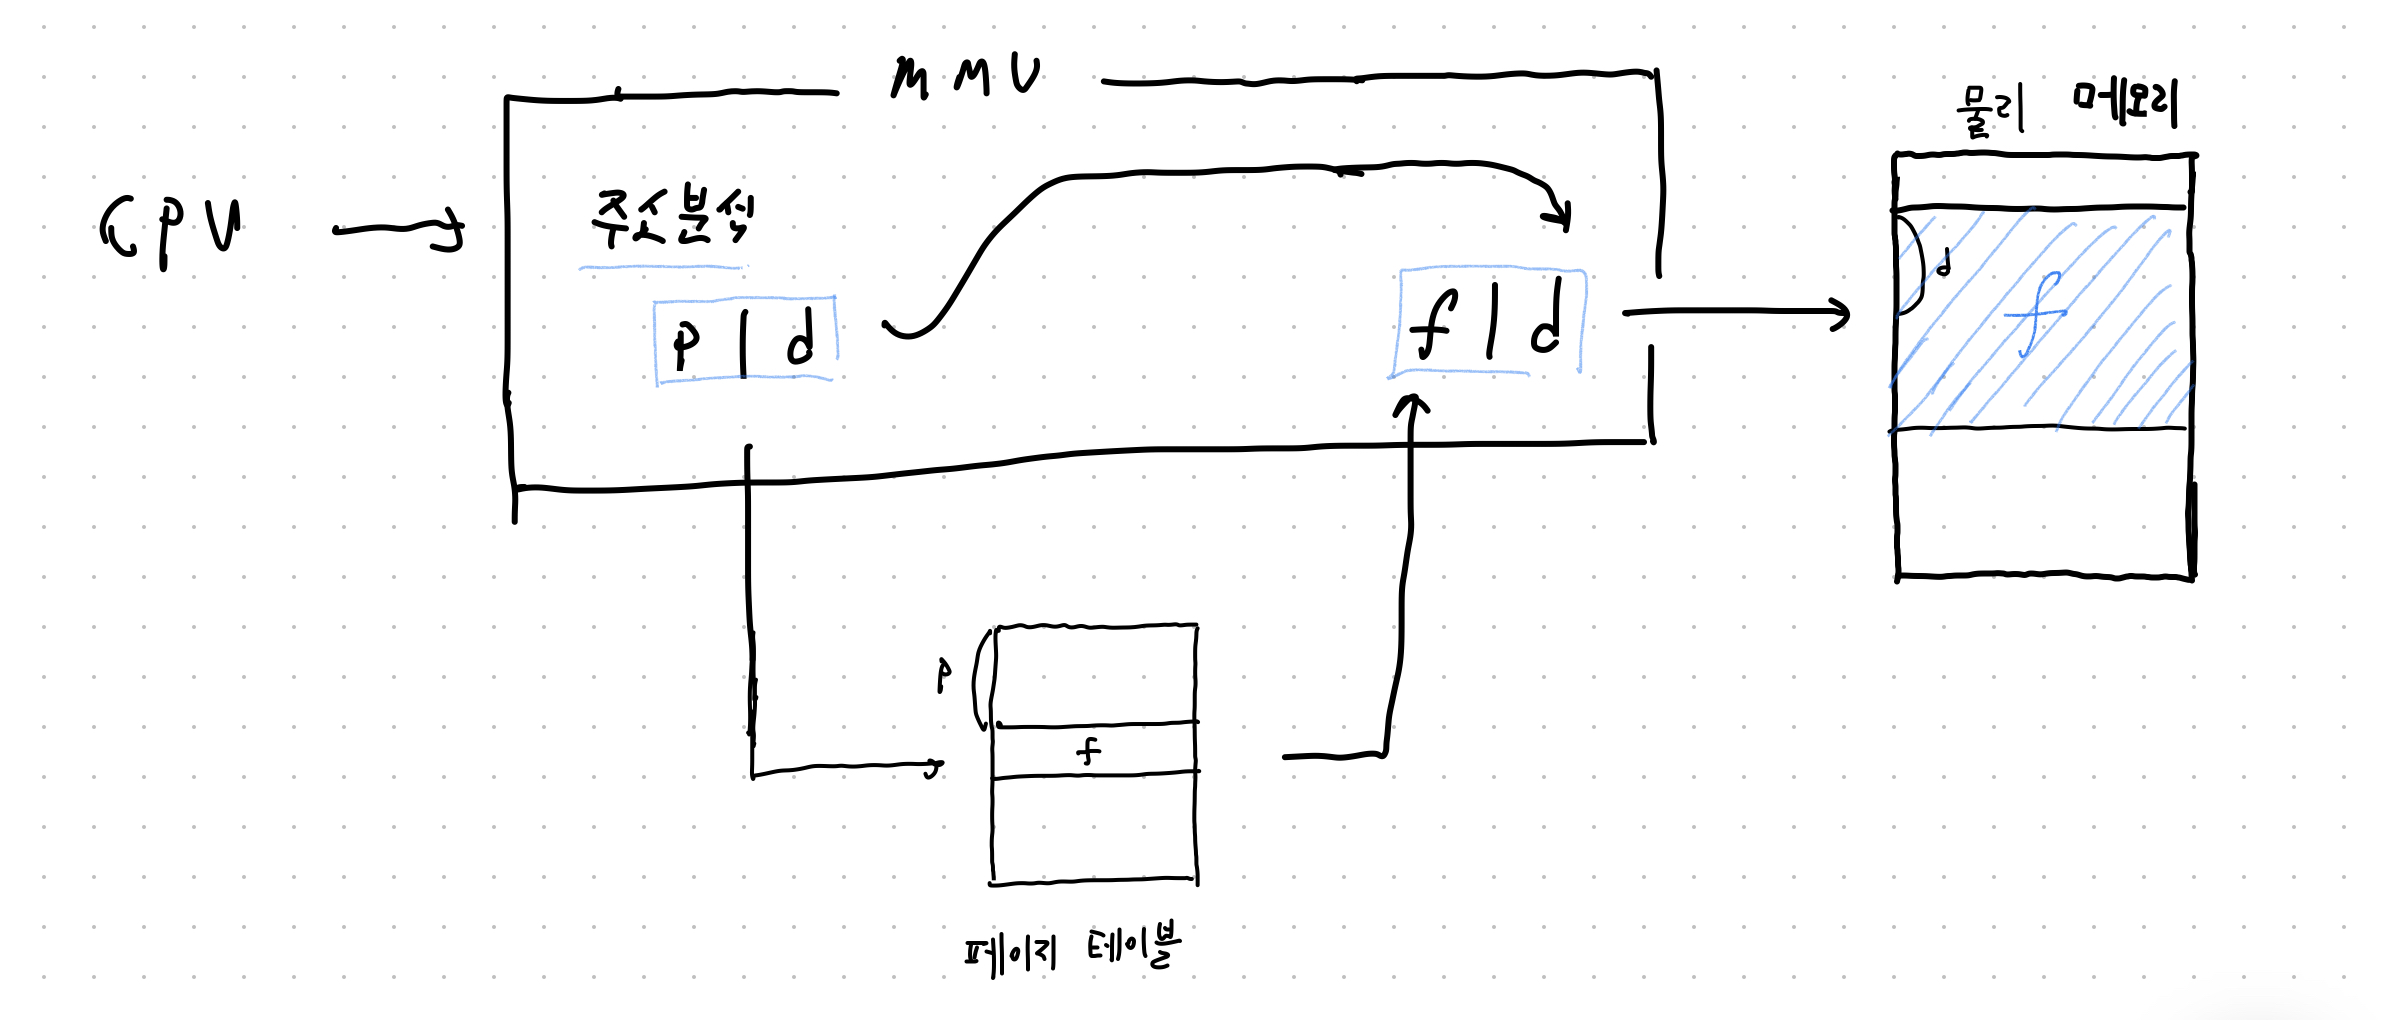 MMU
물리 메모리
CPU
주소분석
p | d
f | d
d
f
p
f
페이지 테이블